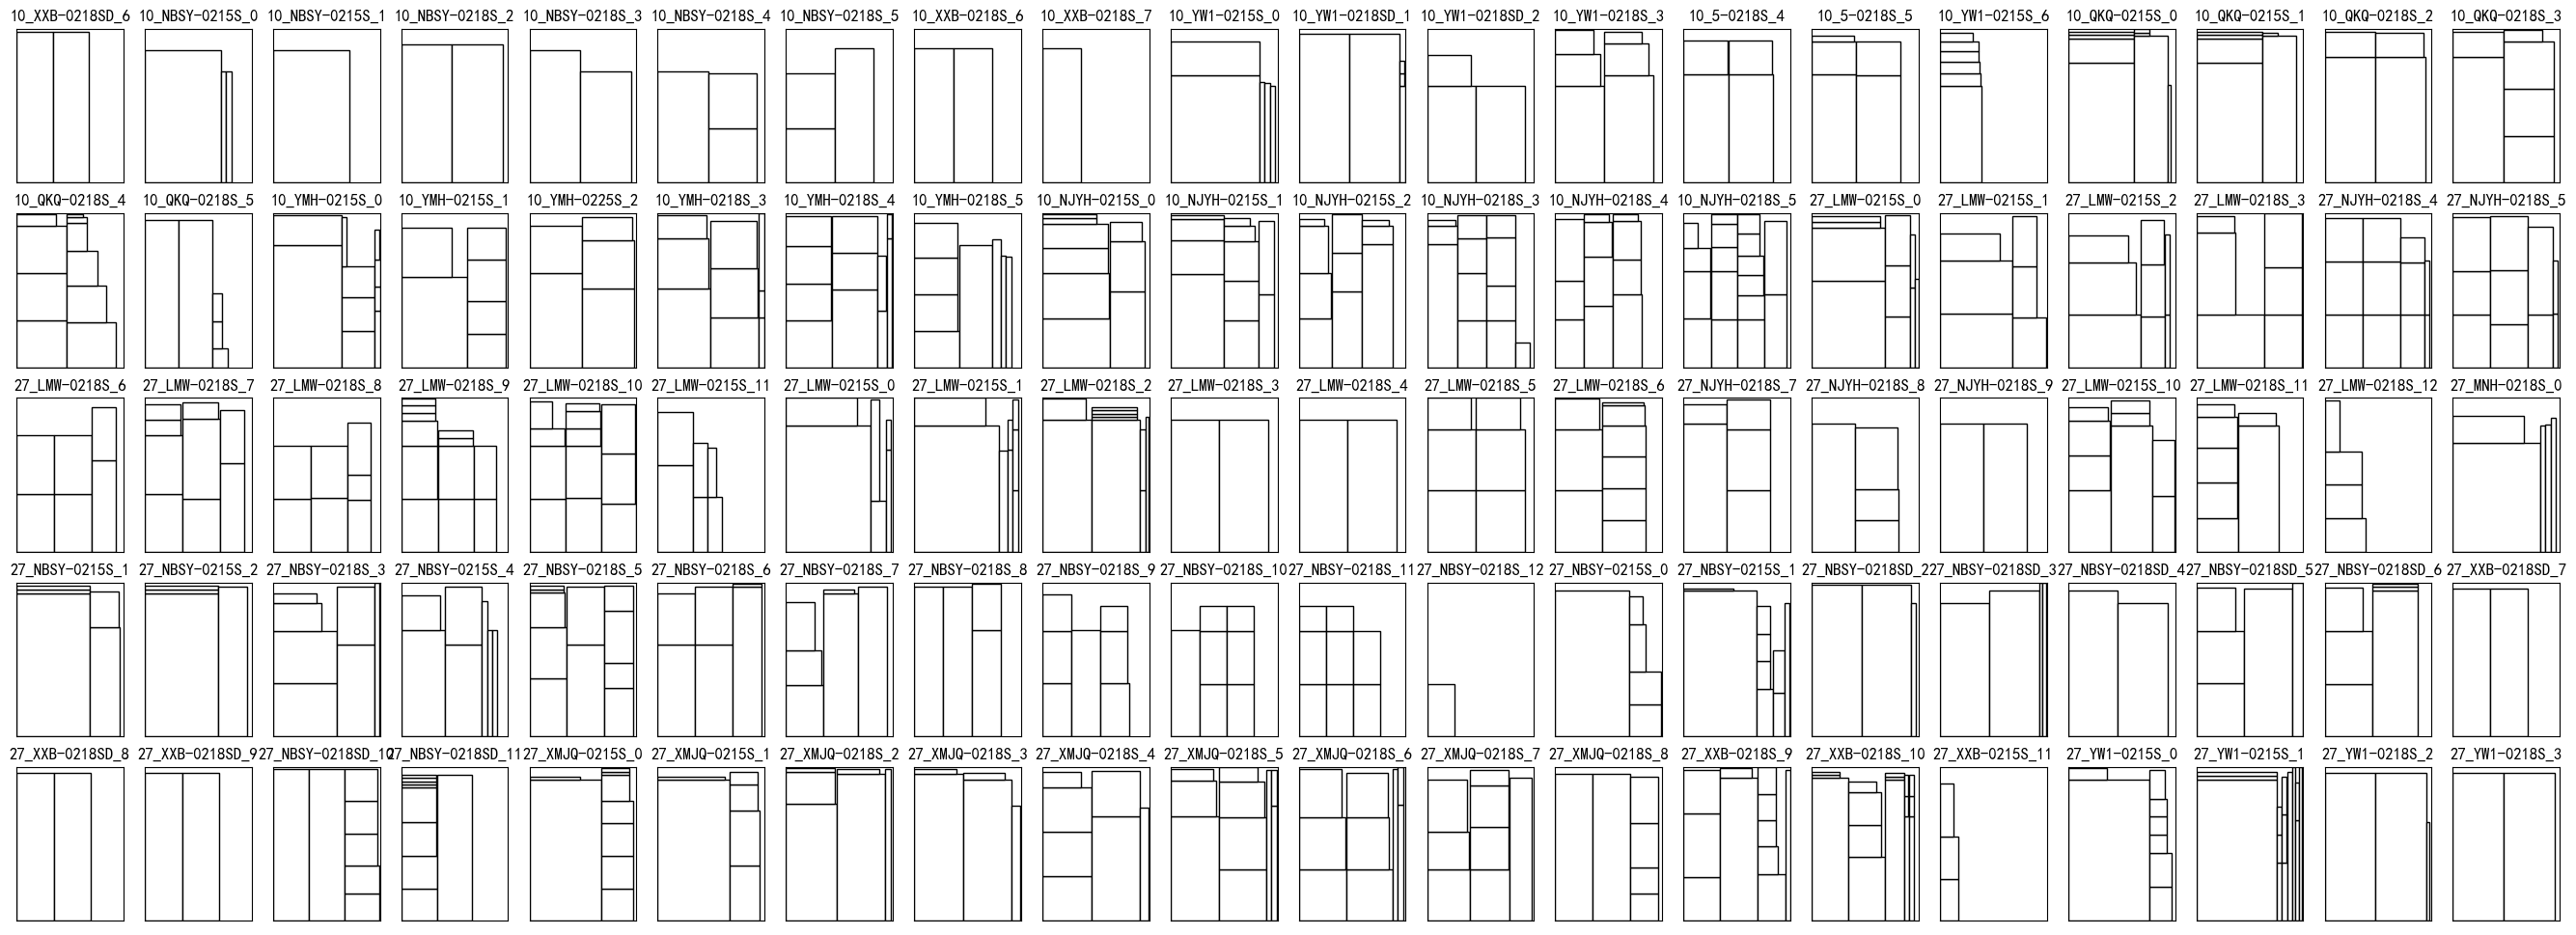 10_XXB-0218SD_6 10_NBSY-0215S_0 10_NBSY-0215S_1 10_NBSY-0218S_2 10_NBSY-0218S_3 10_NBSY-0218S_4 10_NBSY-0218S_5 10_XXB-0218S_6 10_XXB-0218S_7 10_YW1-0215S_0 10_YW1-0218SD_1 10_YW1-0218SD_2 10_YW1-0218S_3 10_5-0218S_4 10_5-0218S_5 10_YW1-0215S_6 10_QKQ-0215S_0 10_QKQ-0215S_1 10_QKQ-0218S_2 10_QKQ-0218S_3
10_QKQ-0218S_4 10_QKQ-0218S_5 10_YMH-0215S_0 10_YMH-0215S_1 10_YMH-0225S_2 10_YMH-0218S_3 10_YMH-0218S_4 10_YMH-0218S_5 10_NJYH-0215S_0 10_NJYH-0215S_1 10_NJYH-0215S_2 10_NJYH-0218S_3 10_NJYH-0218S_4 10_NJYH-0218S_5 27_LMW-0215S_0 27_LMW-0215S_1 27_LMW-0215S_2 27_LMW-0218S_3 27_NJYH-0218S_4 27_NJYH-0218S_5
27_LMW-0218S_6 27_LMW-0218S_7 27_LMW-0218S_8 27_LMW-0218S_9 27_LMW-0218S_10 27_LMW-0215S_11 27_LMW-0215S_0 27_LMW-0215S_1 27_LMW-0218S_2 27_LMW-0218S_3 27_LMW-0218S_4 27_LMW-0218S_5 27_LMW-0218S_6 27_NJYH-0218S_7 27_NJYH-0218S_8 27_NJYH-0218S_9 27_LMW-0215S_10 27_LMW-0218S_11 27_LMW-0218S_12 27_MNH-0218S_0
27_NBSY-0215S_1 27_NBSY-0215S_2 27_NBSY-0218S_3 27_NBSY-0215S_4 27_NBSY-0218S_5 27_NBSY-0218S_6 27_NBSY-0218S_7 27_NBSY-0218S_8 27_NBSY-0218S_9 27_NBSY-0218S_10 27_NBSY-0218S_11 27_NBSY-0218S_12 27_NBSY-0215S_0 27_NBSY-0215S_1 27_NBSY-0218SD_2 27_NBSY-0218SD_3 27_NBSY-0218SD_4 27_NBSY-0218SD_5 27_NBSY-0218SD_6 27_XXB-0218SD_7
27_XXB-0218SD_8 27_XXB-0218SD_9 27_NBSY-0218SD_10 27_NBSY-0218SD_11 27_XMJQ-0215S_0 27_XMJQ-0215S_1 27_XMJQ-0218S_2 27_XMJQ-0218S_3 27_XMJQ-0218S_4 27_XMJQ-0218S_5 27_XMJQ-0218S_6 27_XMJQ-0218S_7 27_XMJQ-0218S_8 27_XXB-0218S_9 27_XXB-0218S_10 27_XXB-0215S_11 27_YW1-0215S_0 27_YW1-0215S_1 27_YW1-0218S_2 27_YW1-0218S_3